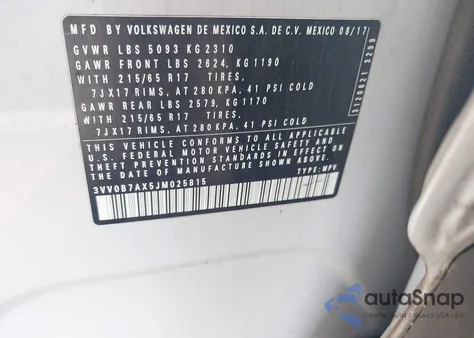 MFD BY VOLKSWAGEN DE MEXICO S.A. DE C.V. MEXICO 08/17
GVWR LBS 5093 KG 2310
GAWR FRONT LBS 2624, KG 1190
WITH 215/65 R17 TIRES,
7JX17 RIMS, AT 280 KPA, 41 PSI COLD
GAWR REAR LBS 2579, KG 1170
WITH 215/65 R17 TIRES,
7JX17 RIMS, AT 280 KPA, 41 PSI COLD
THIS VEHICLE CONFORMS TO ALL APPLICABLE
U.S. FEDERAL MOTOR VEHICLE SAFETY AND
THEFT PREVENTION STANDARDS IN EFFECT ON
THE DATE OF MANUFACTURE SHOWN ABOVE
3VV0B7AX5JM025815 TYPE: MPV
3120621 3299
autoSnap